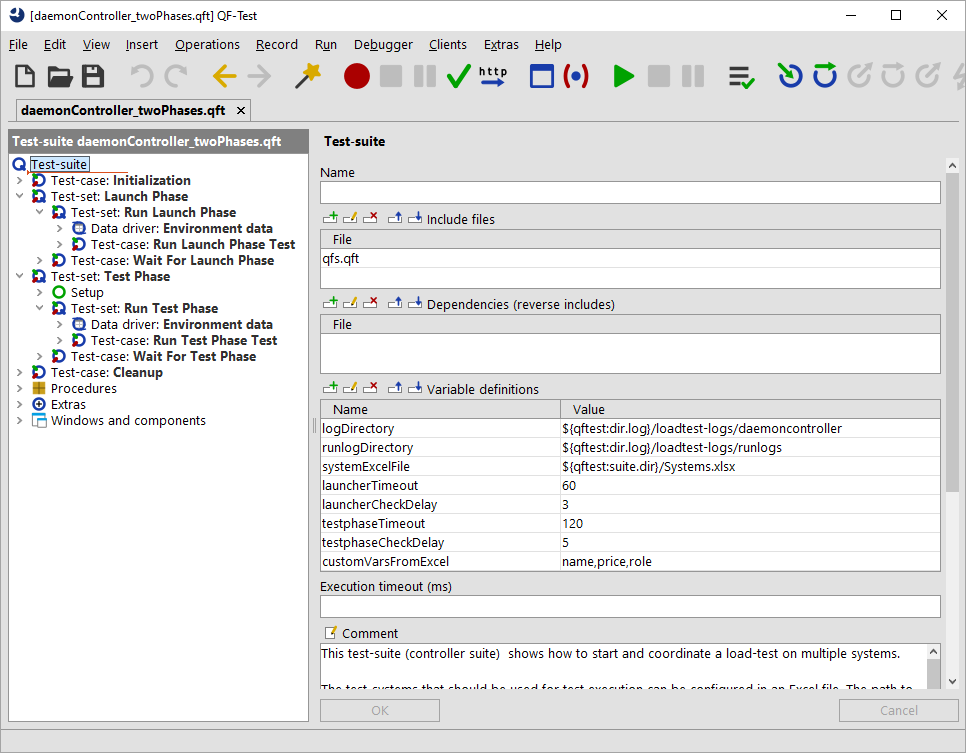 [daemonController_twoPhases.qft] QF-Test
File Edit View Insert Operations Record Run Debugger Clients Extras Help
http
daemonController_twoPhases.qft
Test-suite daemonController_twoPhases.qft
Test-suite
Test-case: Initialization
Test-set: Launch Phase
Test-set: Run Launch Phase
Data driver: Environment data
Test-case: Run Launch Phase Test
Test-case: Wait For Launch Phase
Test-set: Test Phase
Setup
Test-set: Run Test Phase
Data driver: Environment data
Test-case: Run Test Phase Test
Test-case: Wait For Test Phase
Test-case: Cleanup
Procedures
Extras
Windows and components
Test-suite
Name
Include files
File
qfs.qft
Dependencies (reverse includes)
File
Variable definitions
Name Value
logDirectory ${qftest:dir.log}/loadtest-logs/daemoncontroller
runlogDirectory ${qftest:dir.log}/loadtest-logs/runlogs
systemExcelFile ${qftest:suite.dir}/Systems.xlsx
launcherTimeout 60
launcherCheckDelay 3
testphaseTimeout 120
testphaseCheckDelay 5
customVarsFromExcel name,price,role
Execution timeout (ms)
Comment
This test-suite (controller suite) shows how to start and coordinate a load-test on multiple systems.
The test-systems that should be used for test execution can be configured in an Excel file. The path to
OK Cancel